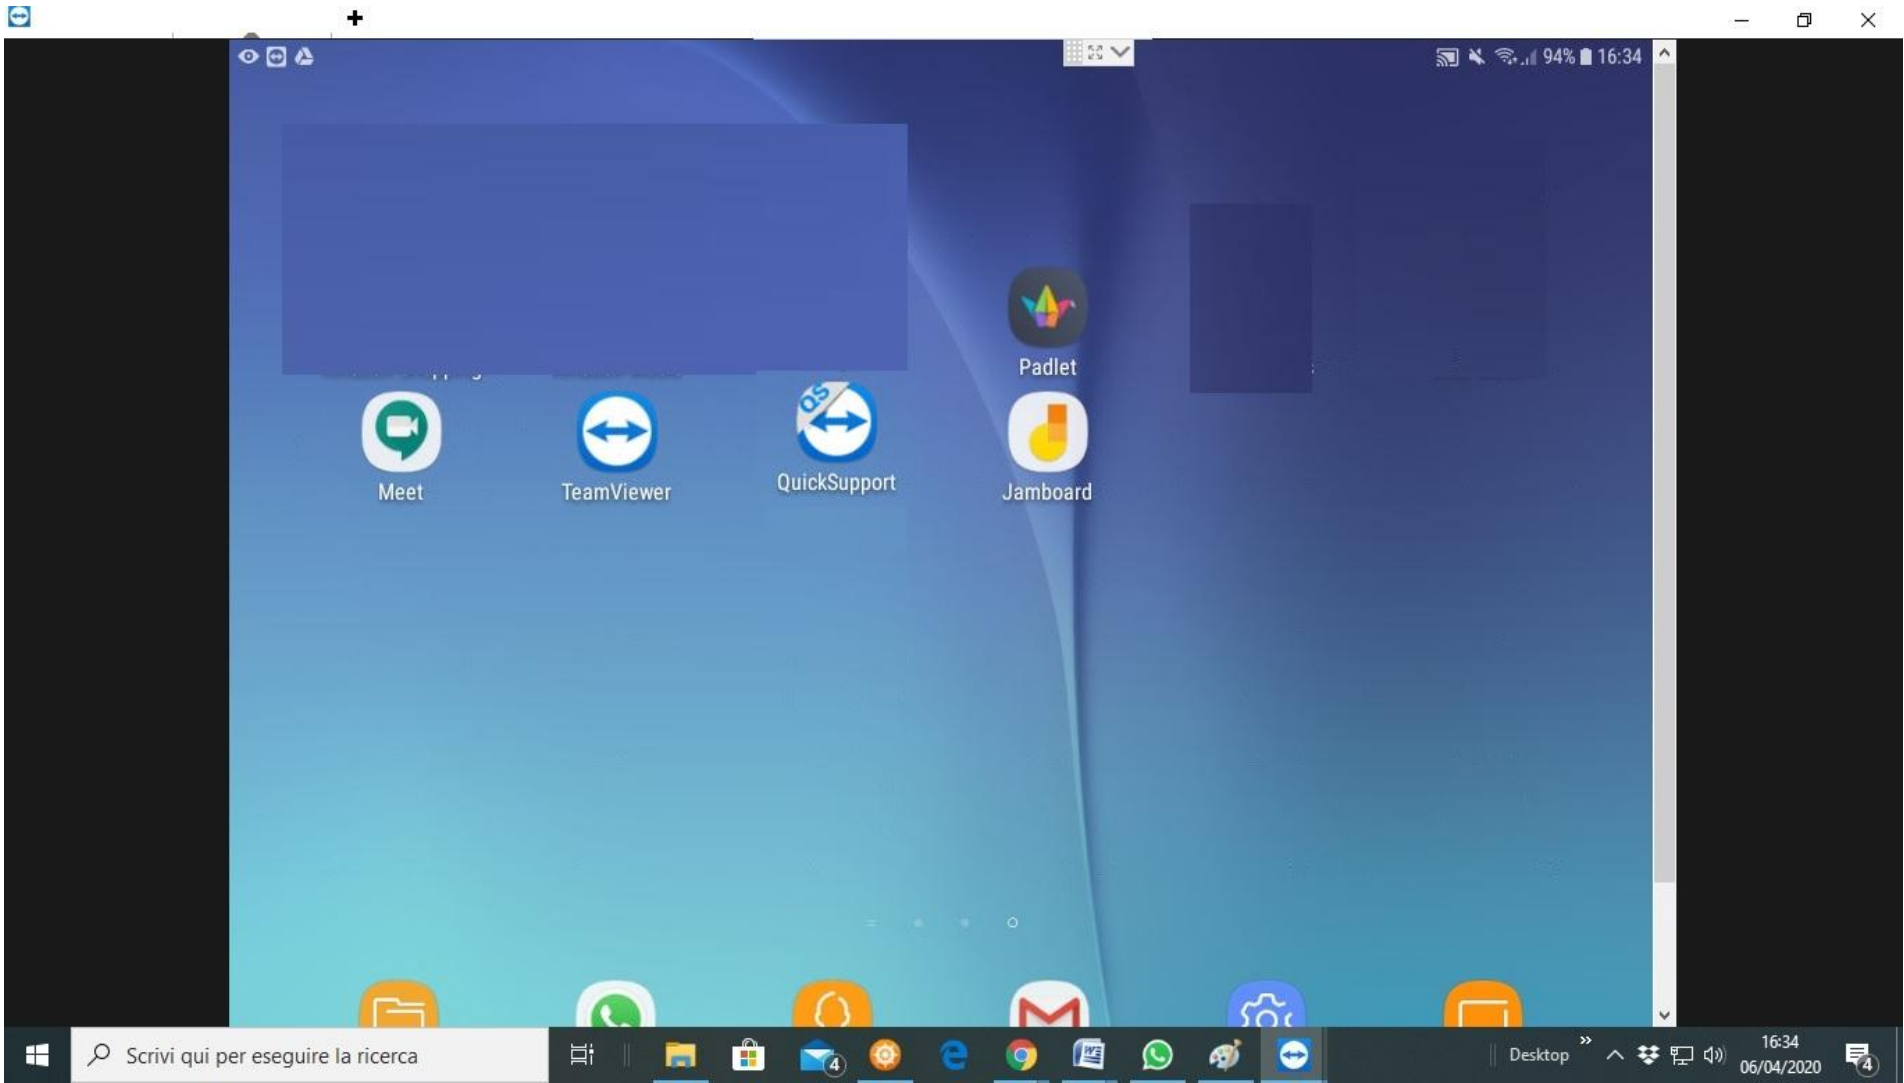 94% 16:34
Padlet
QS
Meet
TeamViewer
QuickSupport
Jamboard
Scrivi qui per eseguire la ricerca
4
Desktop
16:34
06/04/2020
4